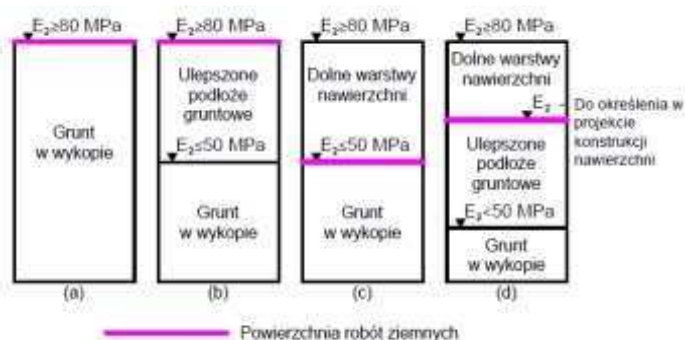 E₂≥80 MPa
Grunt
w wykopie
(a)
E₂≥80 MPa
Ulepszone
podłoże
gruntowe
E₂≤50 MPa
Grunt
w wykopie
(b)
E₂≥80 MPa
Dolne warstwy
nawierzchni
E₂≤50 MPa
Grunt
w wykopie
(c)
E₂≥80 MPa
Dolne warstwy
nawierzchni
E₂
Do określenia w
projekcie
konstrukcji
nawierzchni
Ulepszone
podłoże
gruntowe
E₂<50 MPa
Grunt
w wykopie
(d)
Powierzchnia robót ziemnych